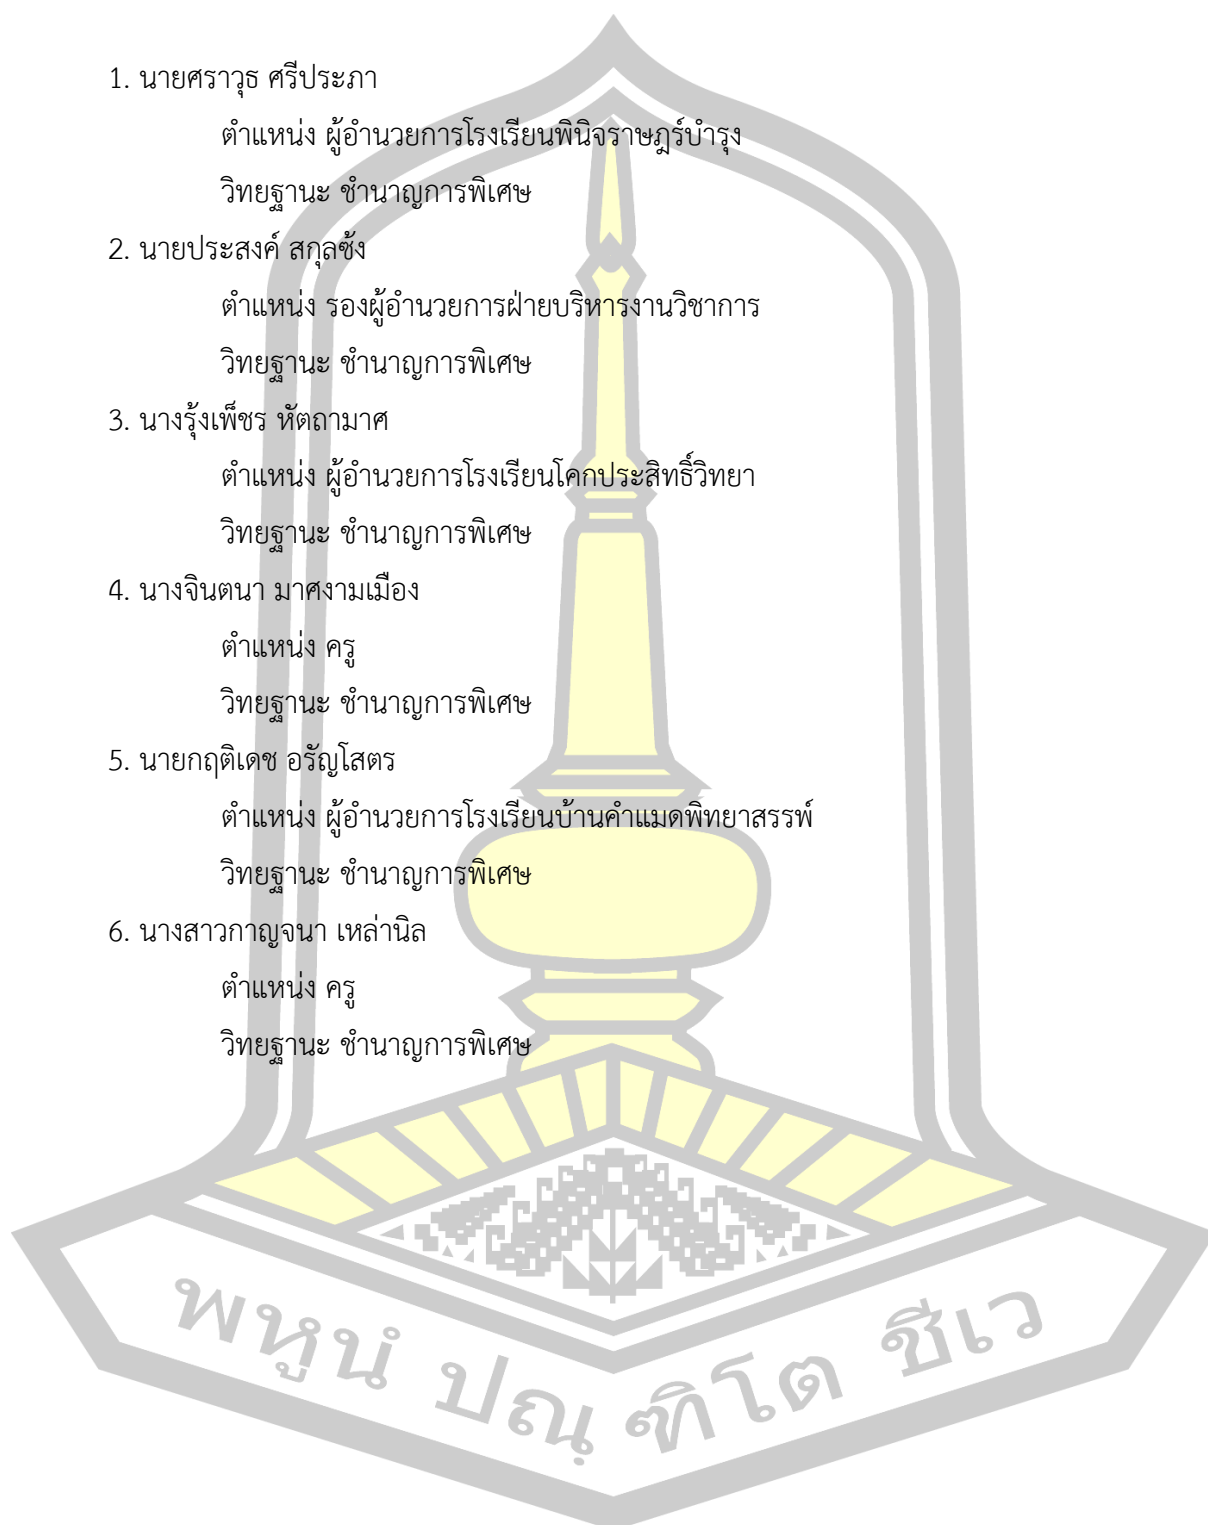 1. นายศราวุธ ศรีประภา
ตำแหน่ง ผู้อำนวยการโรงเรียนพินิจราษฎร์บำรุง
วิทยฐานะ ชำนาญการพิเศษ
2. นายประสงค์ สกุลซ้ง
ตำแหน่ง รองผู้อำนวยการฝ่ายบริหารงานวิชาการ
วิทยฐานะ ชำนาญการพิเศษ
3. นางรุ้งเพ็ชร หัตถามาศ
ตำแหน่ง ผู้อำนวยการโรงเรียนโคกประสิทธิ์วิทยา
วิทยฐานะ ชำนาญการพิเศษ
4. นางจินตนา มาศงามเมือง
ตำแหน่ง ครู
วิทยฐานะ ชำนาญการพิเศษ
5. นายกฤติเดช อรัญโสตร
ตำแหน่ง ผู้อำนวยการโรงเรียนบ้านคำแมดพิทยาสรรพ์
วิทยฐานะ ชำนาญการพิเศษ
6. นางสาวกาญจนา เหล่านิล
ตำแหน่ง ครู
วิทยฐานะ ชำนาญการพิเศษ
พหูนํ ปณฺฑิโต ชีเว